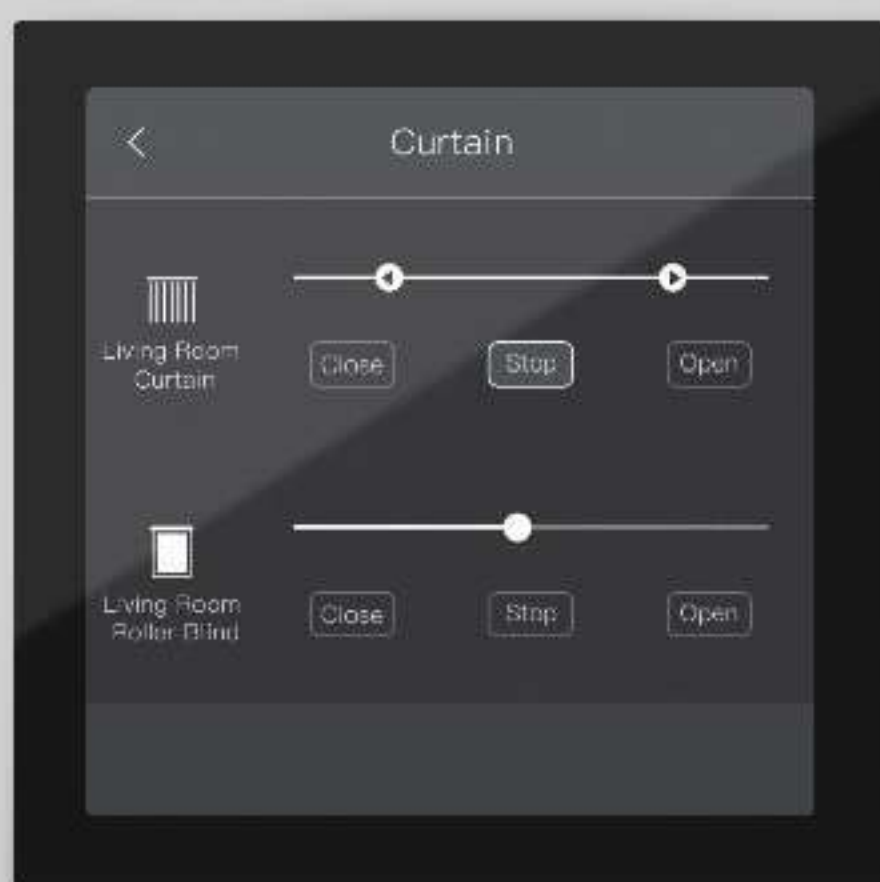 Curtain
Living Room
Curtain
Close
Stop
Open
Living Room
Roller Blind
Close
Stop
Open